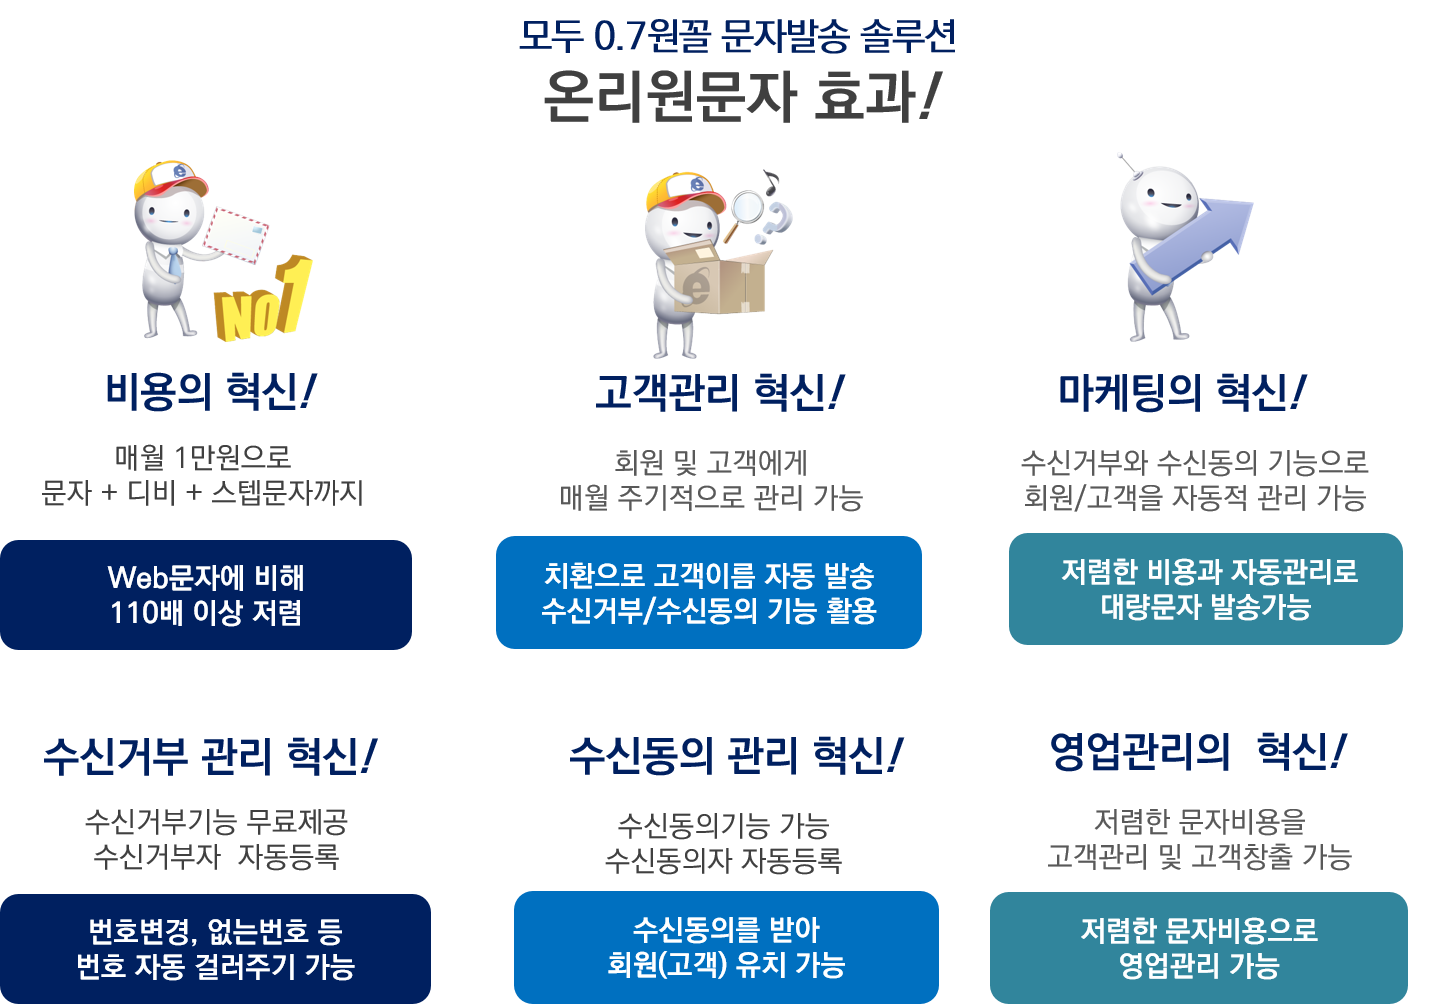 모두 0.7원꼴 문자발송 솔루션
온리원문자 효과!
NO1
비용의 혁신!
매월 1만원으로
문자 + 디비 + 스텝문자까지
Web문자에 비해
110배 이상 저렴
고객관리 혁신!
회원 및 고객에게
매월 주기적으로 관리 가능
치환으로 고객이름 자동 발송
수신거부/수신동의 기능 활용
마케팅의 혁신!
수신거부와 수신동의 기능으로
회원/고객을 자동적 관리 가능
저렴한 비용과 자동관리로
대량문자 발송가능
수신거부 관리 혁신!
수신거부기능 무료제공
수신거부자  자동등록
번호변경, 없는번호 등
번호 자동 걸러주기 가능
수신동의 관리 혁신!
수신동의기능 가능
수신동의자 자동등록
수신동의를 받아
회원(고객) 유치 가능
영업관리의  혁신!
저렴한 문자비용을
고객관리 및 고객창출 가능
저렴한 문자비용으로
영업관리 가능